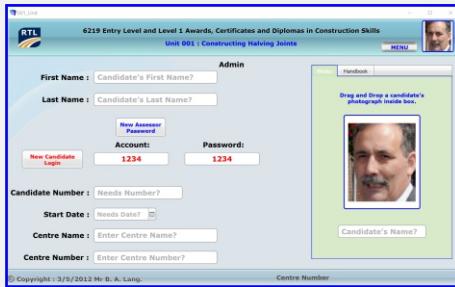 001_Unit
RTL
6219 Entry Level and Level 1 Awards, Certificates and Diplomas in Construction Skills
Unit 001 : Constructing Halving Joints
MENU
Admin
First Name : Candidate's First Name?
Last Name : Candidate's Last Name?
New Assessor
Password
Account: Password:
New Candidate
Login
1234 1234
Candidate Number : Needs Number?
Start Date : Needs Date?
Centre Name : Enter Centre Name?
Centre Number : Enter Centre Number?
Handbook
Drag and Drop a candidate's
photograph inside box.
Candidate's Name?
© Copyright : 3/5/2012 Mr B. A. Lang.
Centre Number